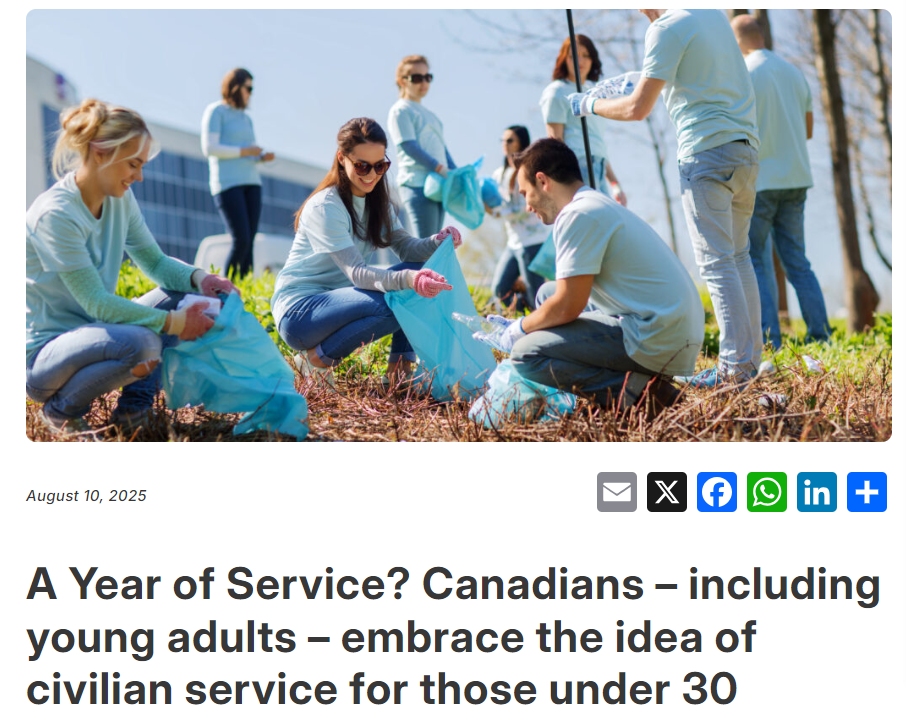 August 10, 2025
A Year of Service? Canadians – including
young adults – embrace the idea of
civilian service for those under 30